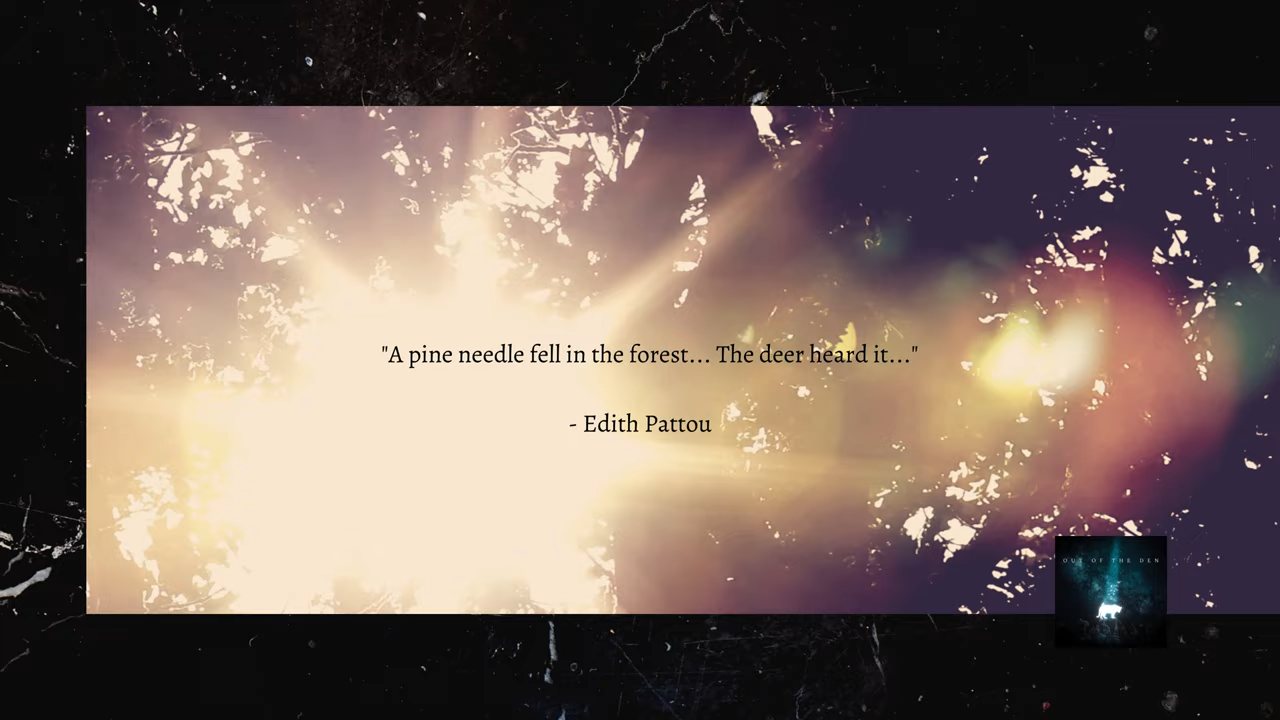 "A pine needle fell in the forest... The deer heard it..."
- Edith Pattou
OUT OF THE DEN